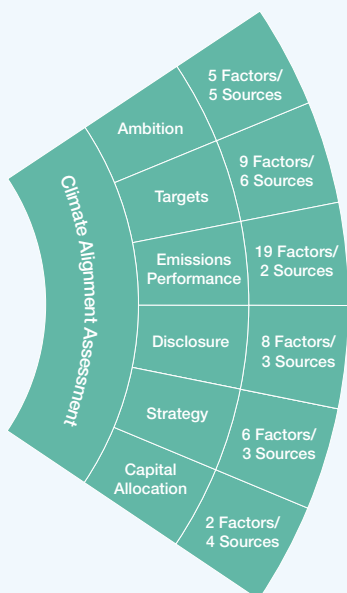 Climate Alignment Assessment
Ambition
5 Factors/
5 Sources
Targets
9 Factors/
6 Sources
Emissions
Performance
19 Factors/
2 Sources
Disclosure
8 Factors/
3 Sources
Strategy
6 Factors/
3 Sources
Capital
Allocation
2 Factors/
4 Sources